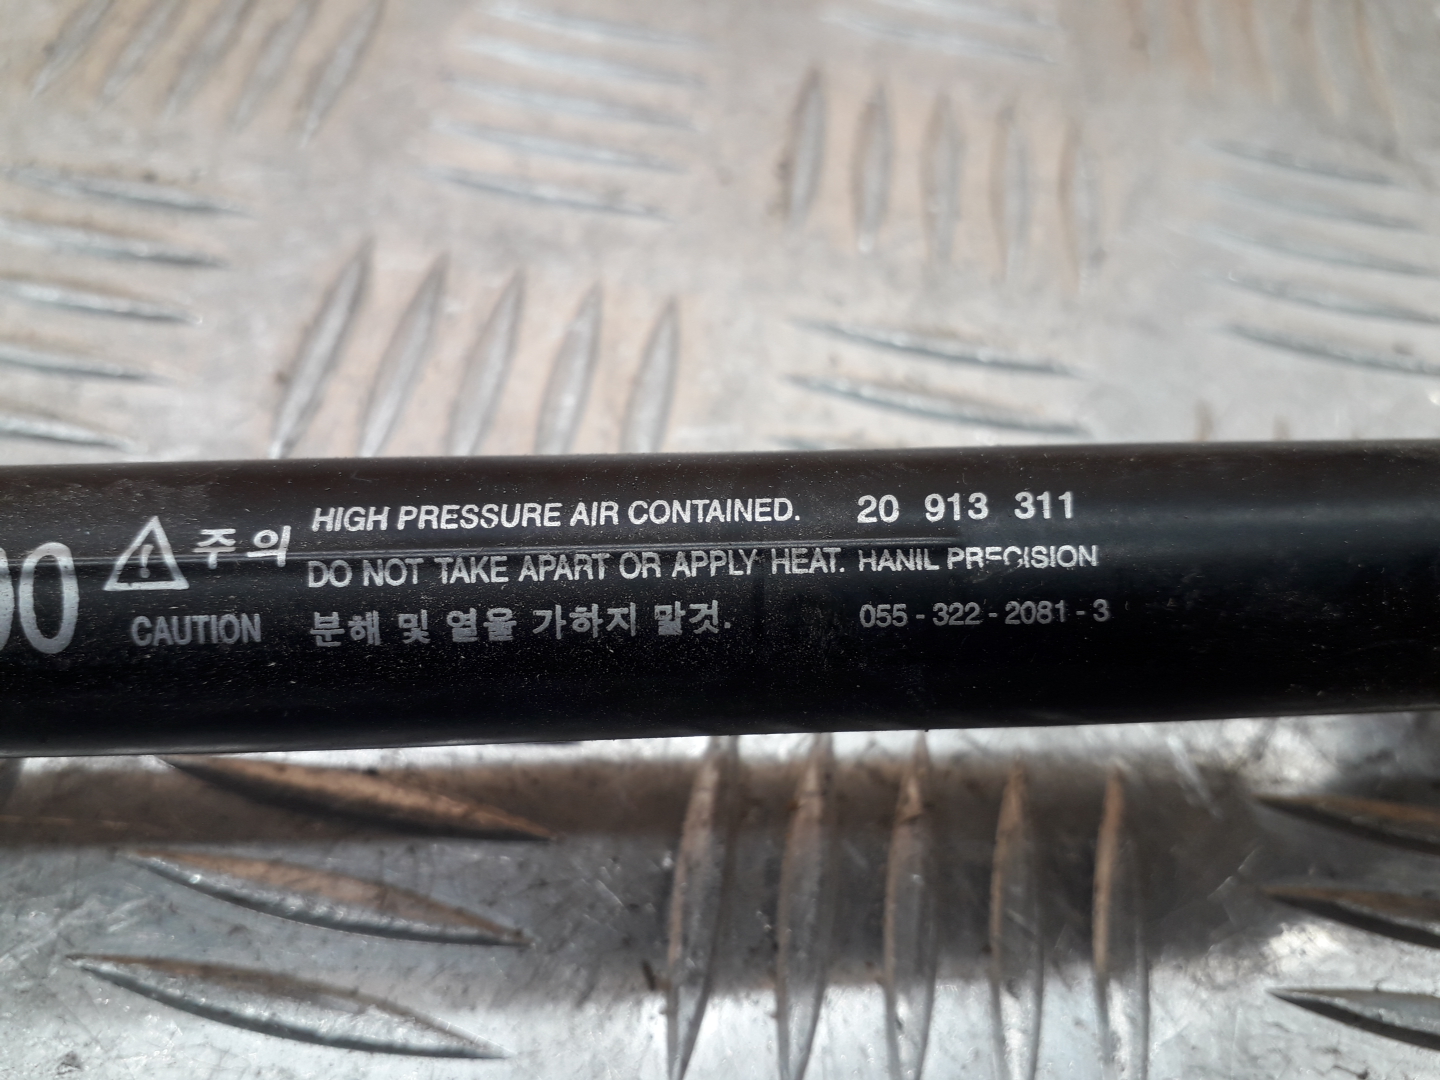 주의
CAUTION
HIGH PRESSURE AIR CONTAINED. 20 913 311
DO NOT TAKE APART OR APPLY HEAT. HANIL PRECISION
분해 및 열을 가하지 말것. 055-322-2081-3